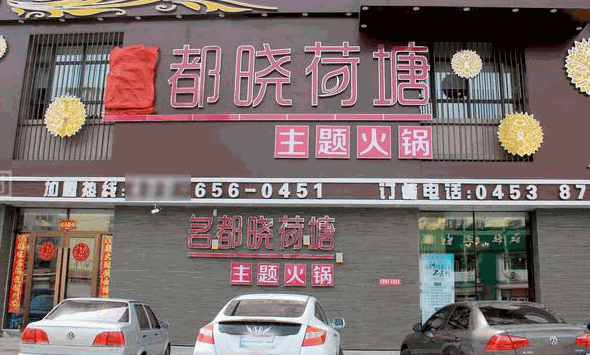 都晓荷塘
主题火锅
加盟热线: 656-0451 订餐电话:0453 87
名都晓荷塘
主题火锅